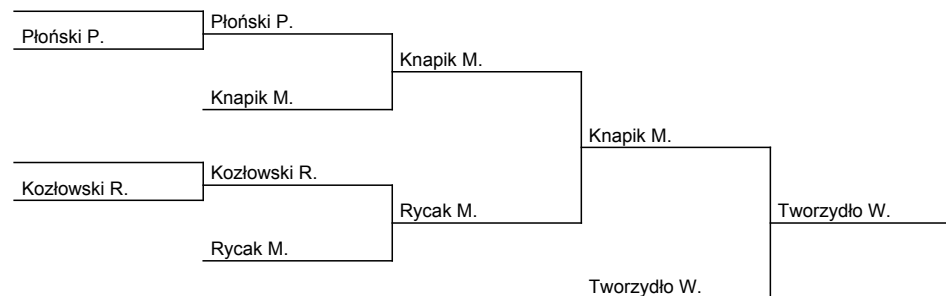 Płoński P.
Płoński P.
Knapik M.
Knapik M.
Knapik M.
Kozłowski R.
Kozłowski R.
Rycak M.
Tworzydło W.
Rycak M.
Tworzydło W.